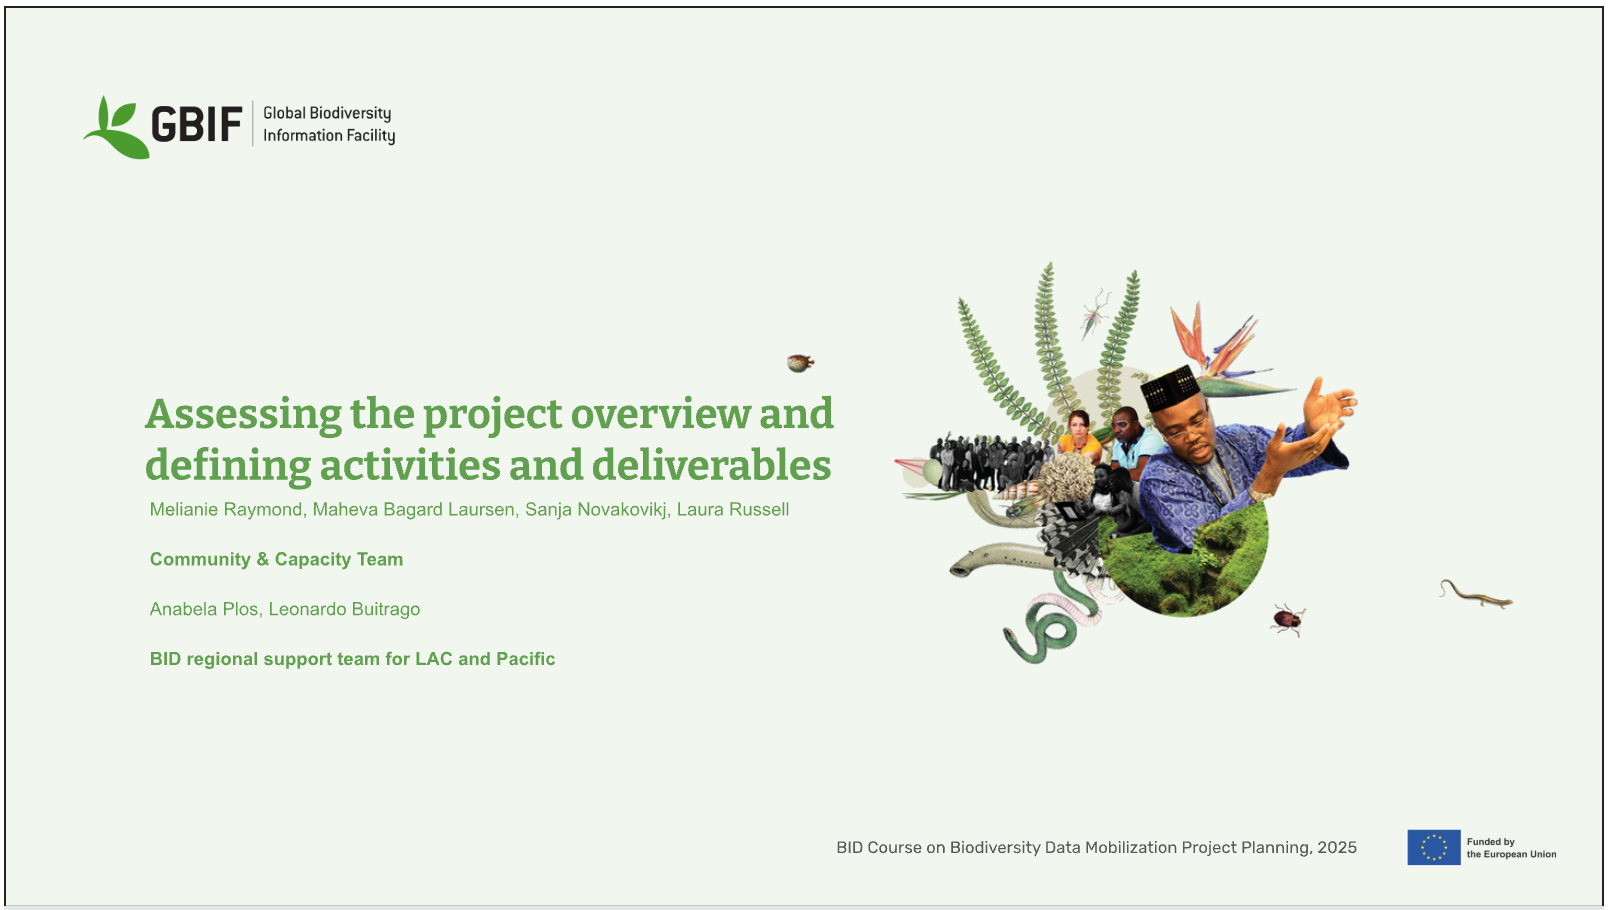 GBIF
Global Biodiversity
Information Facility
Assessing the project overview and
defining activities and deliverables
Melianie Raymond, Maheva Bagard Laursen, Sanja Novakovikj, Laura Russell
Community & Capacity Team
Anabela Plos, Leonardo Buitrago
BID regional support team for LAC and Pacific
BID Course on Biodiversity Data Mobilization Project Planning, 2025
Funded by
the European Union